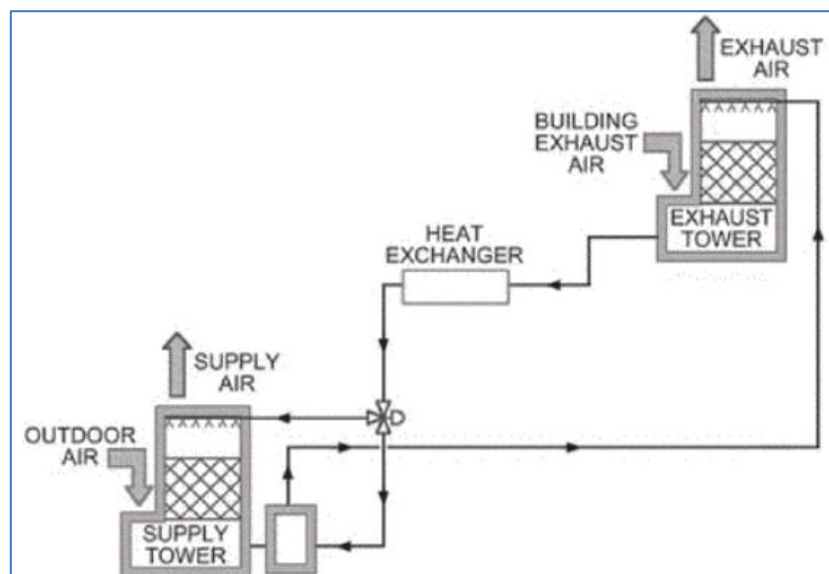 EXHAUST
AIR
BUILDING
EXHAUST
AIR
EXHAUST
TOWER
HEAT
EXCHANGER
SUPPLY
AIR
OUTDOOR
AIR
SUPPLY
TOWER